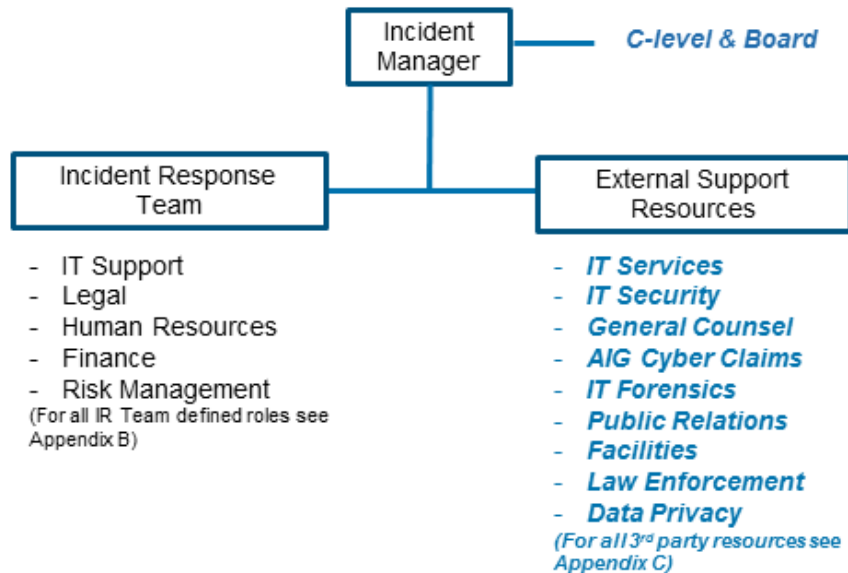 Incident
Manager
C-level & Board
Incident Response
Team
External Support
Resources
- IT Support
- Legal
- Human Resources
- Finance
- Risk Management
(For all IR Team defined roles see
Appendix B)
- IT Services
- IT Security
- General Counsel
- AIG Cyber Claims
- IT Forensics
- Public Relations
- Facilities
- Law Enforcement
- Data Privacy
(For all 3rd party resources see
Appendix C)